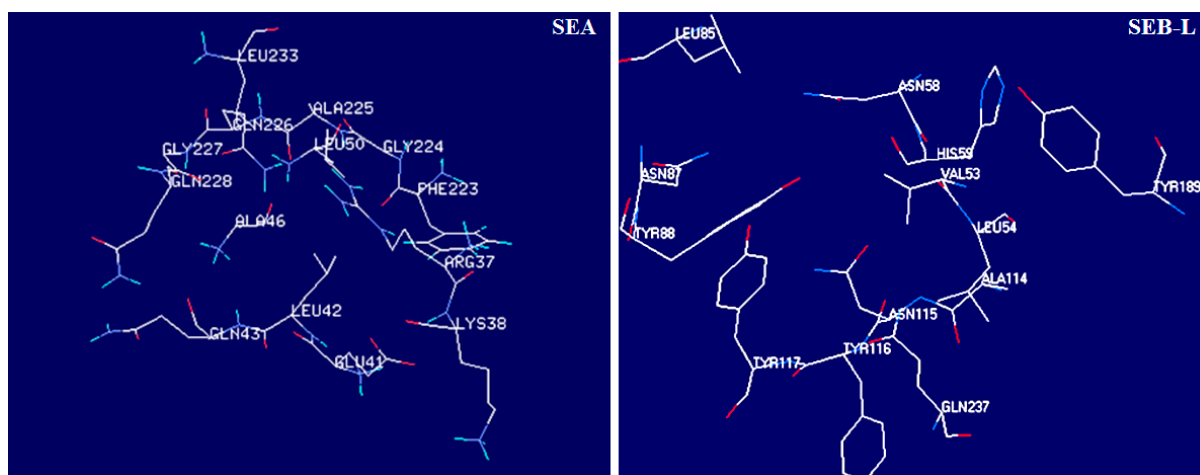 SEA
LEU233
ALA225
GLN226
LEU50
GLY227
GLY224
GLN228
PHE223
ALA46
ARG37
LEU42
LYS38
GLN43
GLU41
SEB-L
LEU85
ASN58
HIS59
ASN87
VAL53
TYR189
TYR88
LEU54
ALA114
ASN115
TYR116
TYR117
GLN237